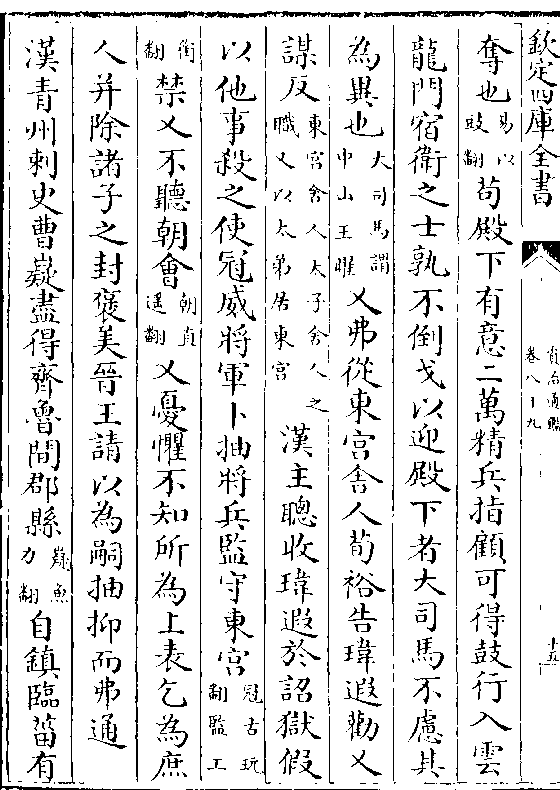 欽定四庫全書
資治通鑑
卷八十九
十五
奪也易以豉翻苟殿下有意二萬精兵指顧可得鼓行入雲
龍門宿衛之士孰不倒戈以迎殿下者大司馬不慮其
為異也大司馬謂中山王曜乂弗從東宮舍人荀裕告瑋遐勸乂
謀反東宮舍人太子舍人之職乂以太弟居東宮漢主聰收瑋遐於詔獄假
以他事殺之使冠威將軍卜抽將兵監守東宮冠古玩翻監工
銜翻禁乂不聽朝會朝直遥翻乂憂懼不知所為上表乞為庶
人并除諸子之封褒美晉王請以為嗣抽抑而弗通
漢青州刺史曹嶷盡得齊魯間郡縣嶷魚力翻自鎮臨菑有